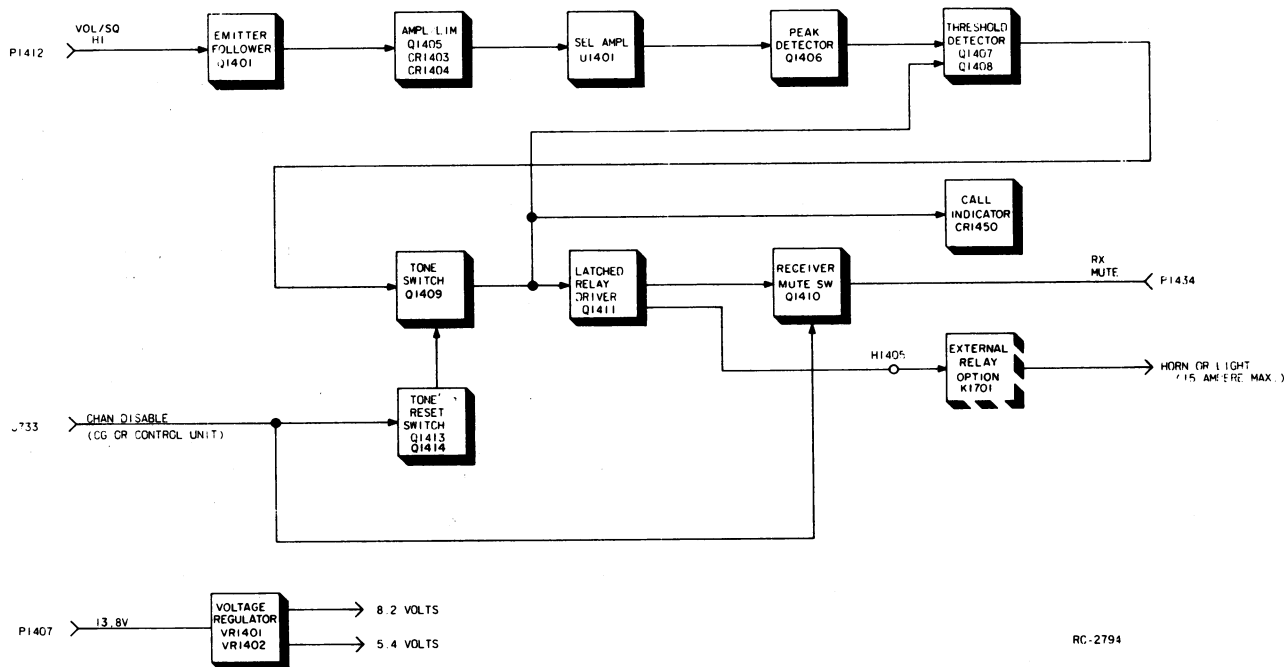 P1412
VOL/SQ
HI
EMITTER
FOLLOWER
Q1401
AMPL/LIM
Q1405
CR1403
CR1404
SEL AMPL
U1401
PEAK
DETECTOR
Q1406
THRESHOLD
DETECTOR
Q1407
Q1408
CALL
INDICATOR
CR1450
TONE
SWITCH
Q1409
LATCHED
RELAY
DRIVER
Q1411
RECEIVER
MUTE SW
Q1410
RX
MUTE
P1434
H1405
EXTERNAL
RELAY
OPTION
K1701
HORN OR LIGHT
(15 AMPERE MAX.)
TONE
RESET
SWITCH
Q1413
Q1414
CHAN DISABLE
(CG OR CONTROL UNIT)
P1407
13.8V
VOLTAGE
REGULATOR
VR1401
VR1402
8.2 VOLTS
5.4 VOLTS
RC-2794